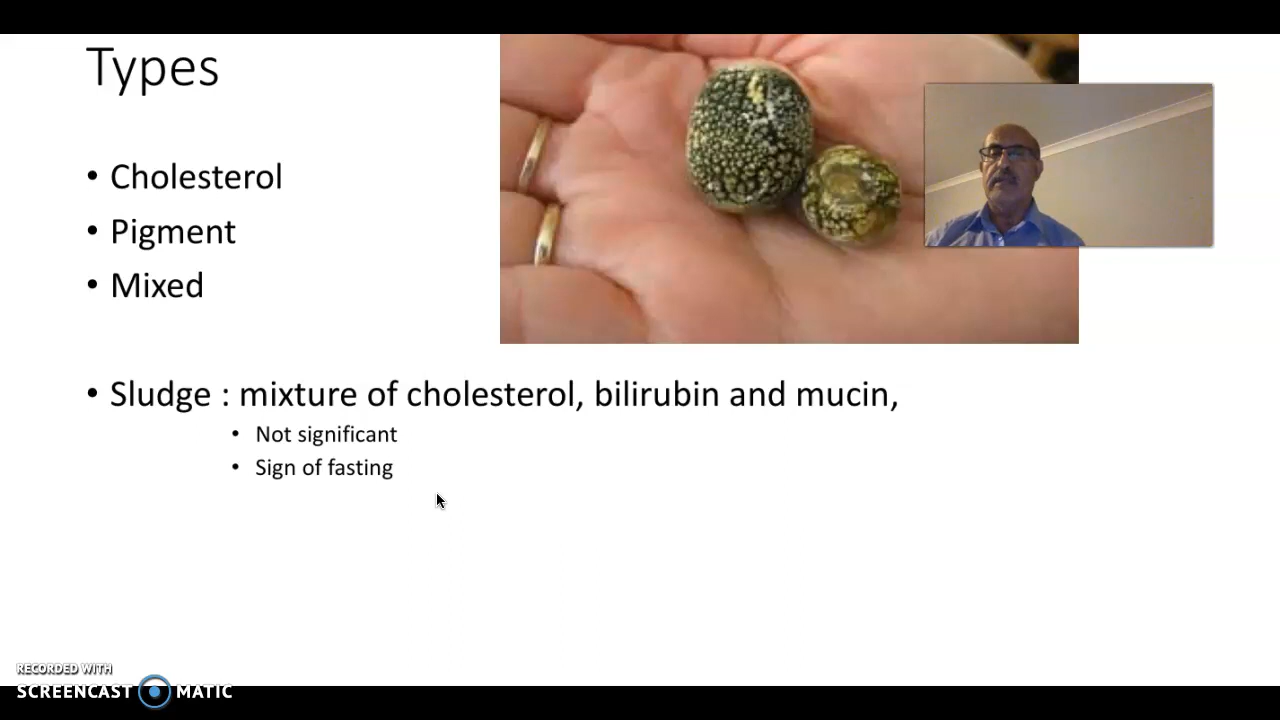 Types
• Cholesterol
• Pigment
• Mixed
• Sludge : mixture of cholesterol, bilirubin and mucin,
• Not significant
• Sign of fasting
RECORDED WITH
SCREENCAST MATIC